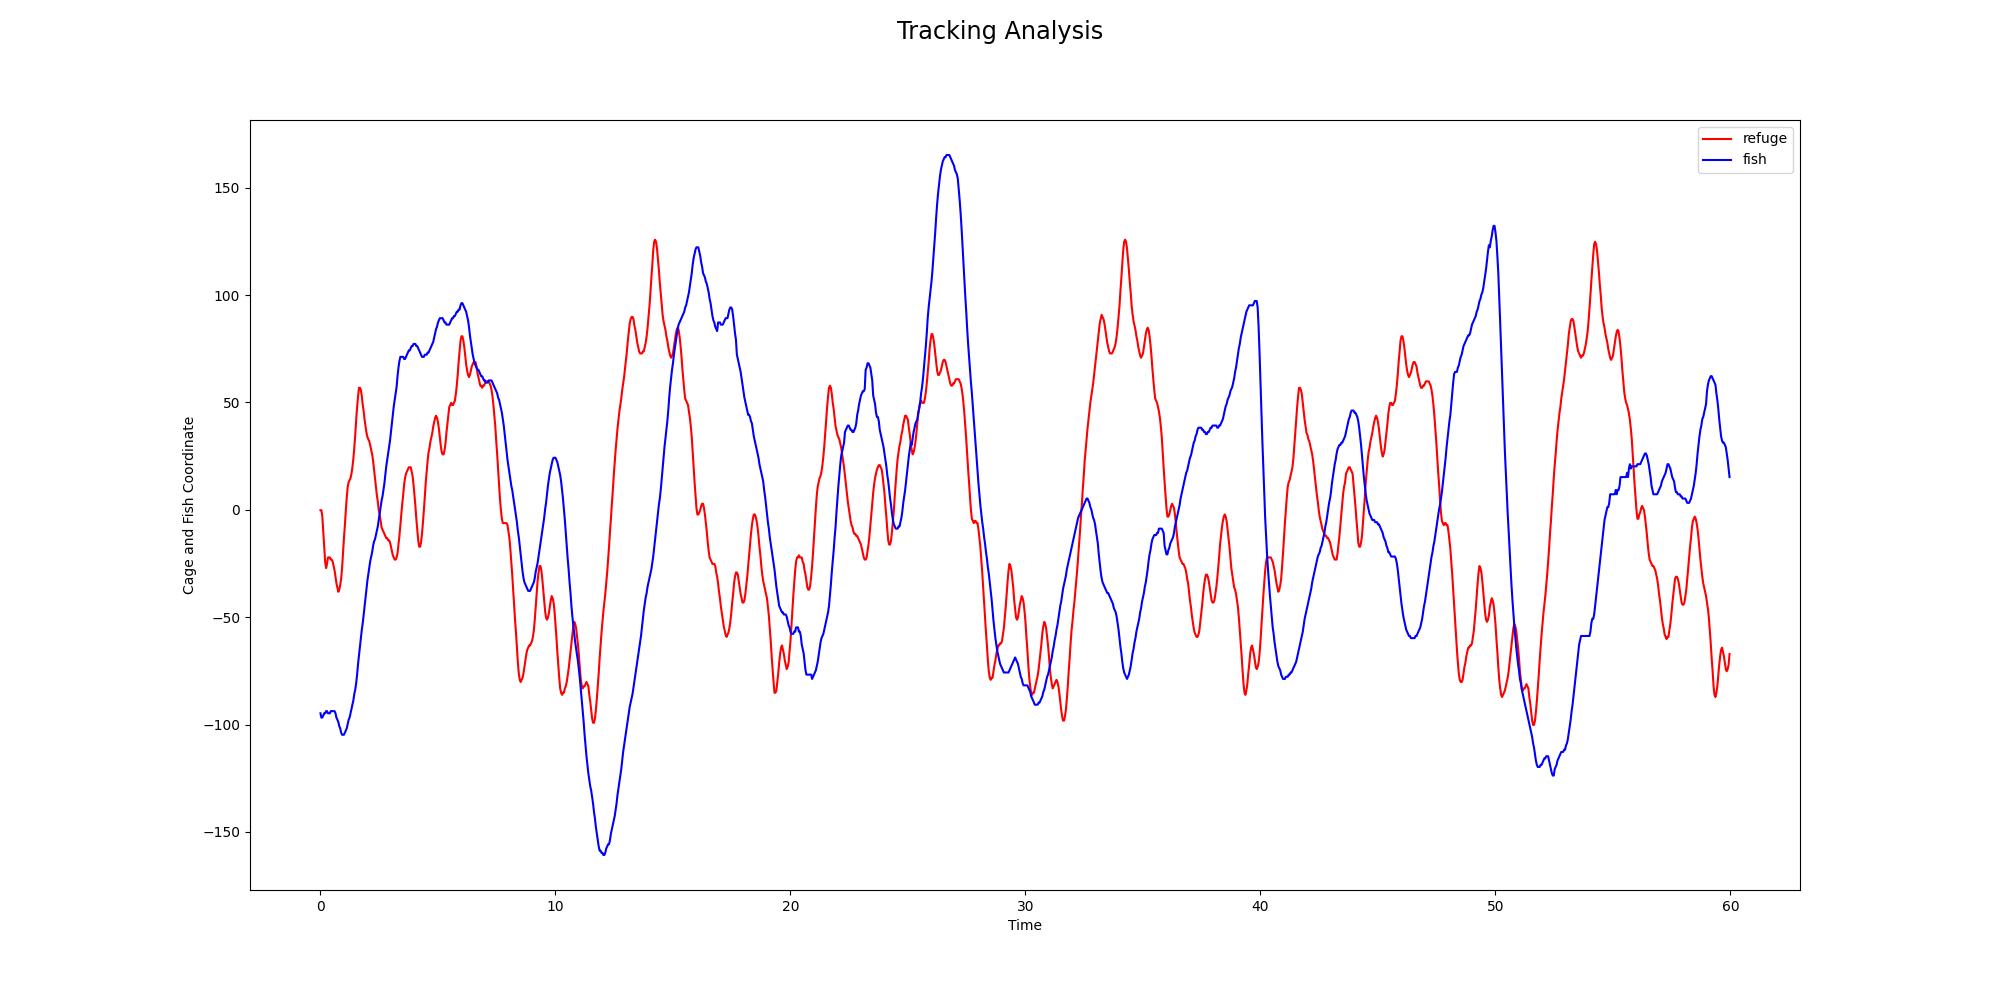 Tracking Analysis
refuge
fish
Cage and Fish Coordinate
150
100
50
0
−50
−100
−150
0 10 20 30 40 50 60
Time